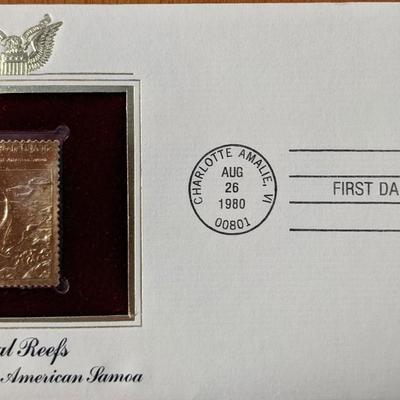 CHARLOTTE AMALIE, VI
AUG
26
1980
00801
FIRST DA
al Reefs
American Samoa